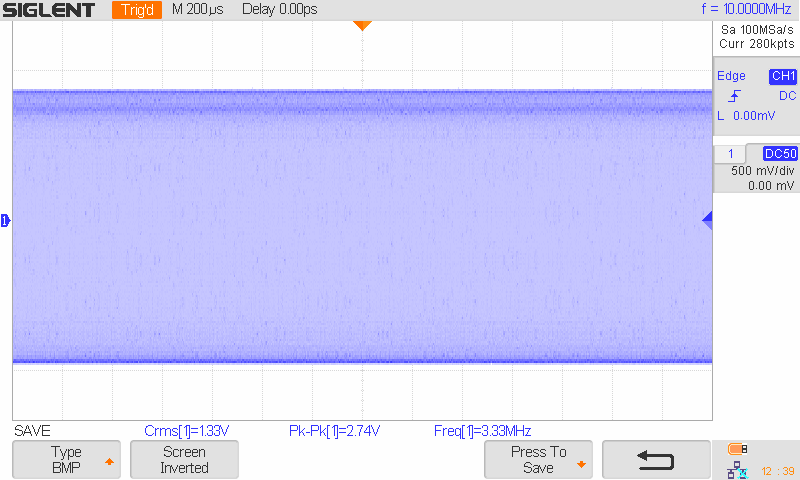 SIGLENT Trig'd M 200µs Delay 0.00ps f = 10.0000MHz
Sa 100MSa/s
Curr 280kpts
Edge CH1
DC
L 0.00mV
1 DC50
500 mV/div
0.00 mV
1
SAVE Crms[1]=1.33V Pk-Pk[1]=2.74V Freq[1]=3.33MHz
Type
BMP
Screen
Inverted
Press To
Save
12:39